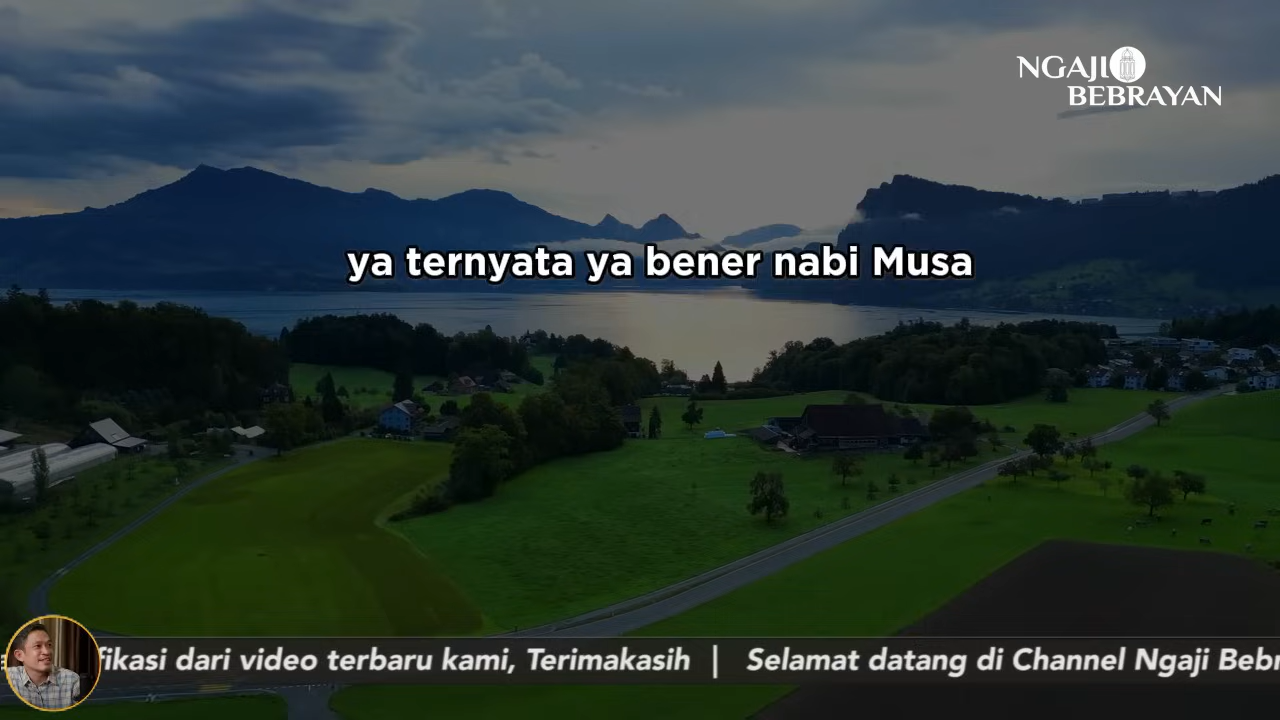 NGAJI
BEBRAYAN
ya ternyata ya bener nabi Musa
fikasi dari video terbaru kami, Terimakasih | Selamat datang di Channel Ngaji Bebr